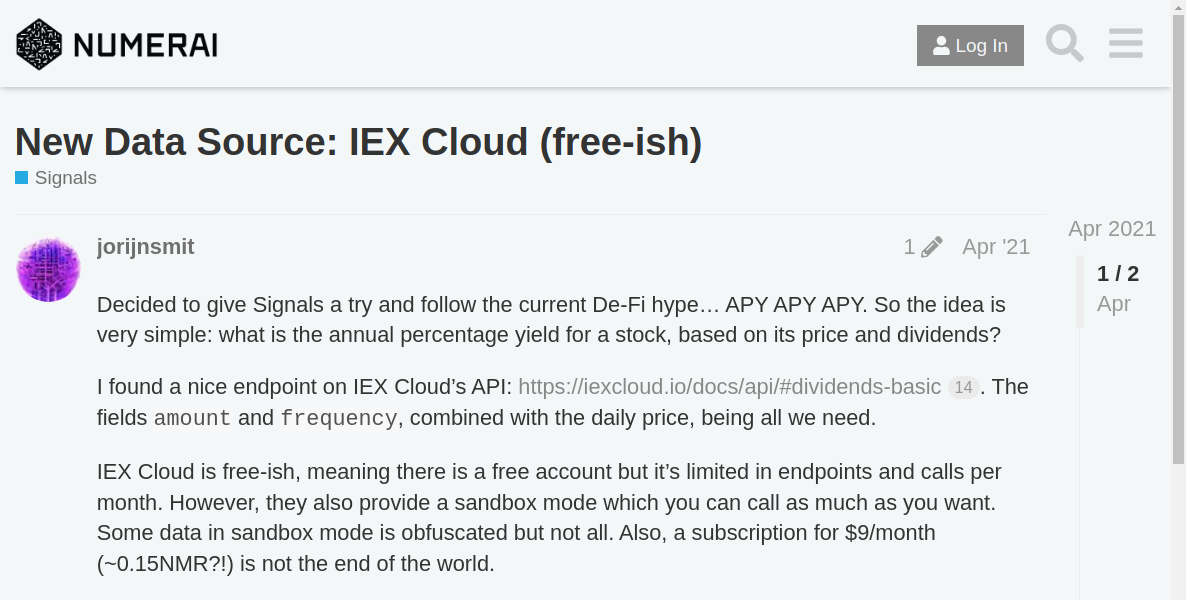 NUMERAI
Log In
New Data Source: IEX Cloud (free-ish)
Signals
jorijnsmit
1
Apr '21
Apr 2021
1 / 2
Apr
Decided to give Signals a try and follow the current De-Fi hype… APY APY APY. So the idea is
very simple: what is the annual percentage yield for a stock, based on its price and dividends?
I found a nice endpoint on IEX Cloud’s API: https://iexcloud.io/docs/api/#dividends-basic 14. The
fields amount and frequency, combined with the daily price, being all we need.
IEX Cloud is free-ish, meaning there is a free account but it’s limited in endpoints and calls per
month. However, they also provide a sandbox mode which you can call as much as you want.
Some data in sandbox mode is obfuscated but not all. Also, a subscription for $9/month
(~0.15NMR?!) is not the end of the world.